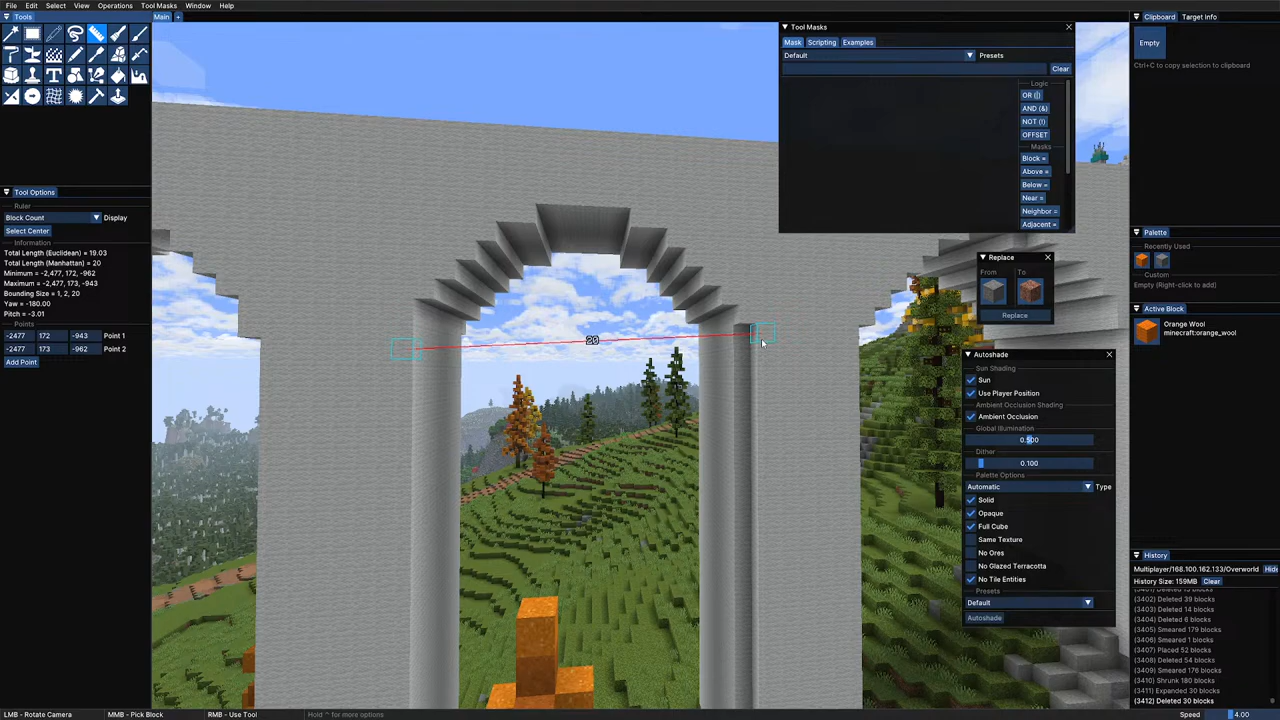 File Edit Select View Operations Tool Masks Window Help
Tools
Main +
Tool Masks
Mask Scripting Examples
Default Presets
Clear
Logic
OR (|)
AND (&)
NOT (!)
OFFSET
Masks
Block =
Above =
Below =
Near =
Neighbor =
Adjacent =
Clipboard Target Info
Empty
Ctrl+C to copy selection to clipboard
Tool Options
Ruler
Block Count Display
Select Center
Information
Total Length (Euclidean) = 19.03
Total Length (Manhattan) = 20
Minimum = -2,477, 172, -962
Maximum = -2,477, 173, -943
Bounding Size = 1, 2, 20
Yaw = -180.00
Pitch = -3.01
Points
-2477 172 -943 Point 1
-2477 173 -962 Point 2
Add Point
20
Replace
From To
Replace
Autoshade
Sun Shading
Sun
Use Player Position
Ambient Occlusion Shading
Ambient Occlusion
Global Illumination
0.500
Dither
0.100
Palette Options
Automatic Type
Solid
Opaque
Full Cube
Same Texture
No Ores
No Glazed Terracotta
No Tile Entities
Presets
Default
Autoshade
Palette
Recently Used
Custom
Empty (Right-click to add)
Active Block
Orange Wool
minecraft:orange_wool
History
Multiplayer/168.100.162.133/Overworld Hide
History Size: 159MB Clear
(3402) Deleted 39 blocks
(3403) Deleted 14 blocks
(3404) Deleted 6 blocks
(3405) Smeared 179 blocks
(3406) Smeared 1 blocks
(3407) Placed 52 blocks
(3408) Deleted 54 blocks
(3409) Smeared 176 blocks
(3410) Shrunk 180 blocks
(3411) Expanded 30 blocks
(3412) Deleted 30 blocks
LMB - Rotate Camera MMB - Pick Block RMB - Use Tool Hold ^ for more options
Speed 4.00